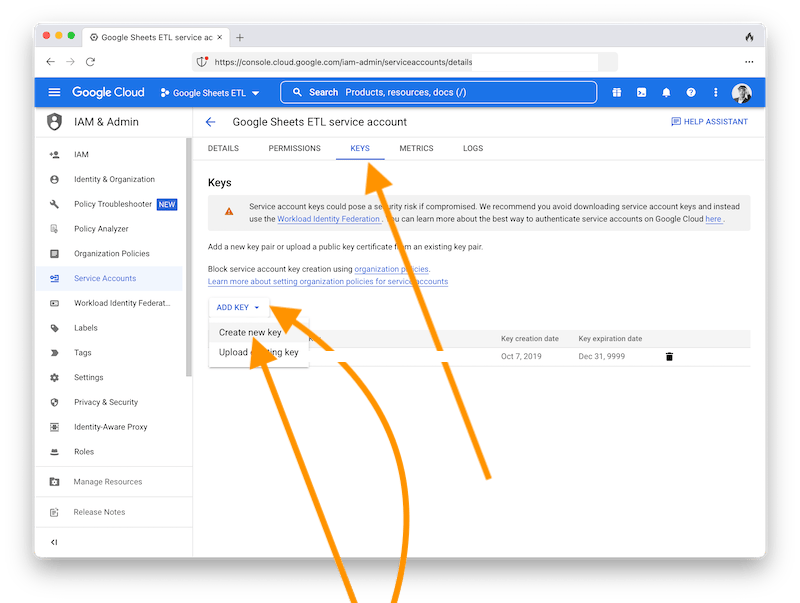 Google Sheets ETL service ac
https://console.cloud.google.com/iam-admin/serviceaccounts/details
Google Cloud
Google Sheets ETL
Search Products, resources, docs (/)
IAM & Admin
Google Sheets ETL service account
HELP ASSISTANT
DETAILS PERMISSIONS KEYS METRICS LOGS
IAM
Identity & Organization
Policy Troubleshooter NEW
Policy Analyzer
Organization Policies
Service Accounts
Workload Identity Federat...
Labels
Tags
Settings
Privacy & Security
Identity-Aware Proxy
Roles
Manage Resources
Release Notes
Keys
Service account keys could pose a security risk if compromised. We recommend you avoid downloading service account keys and instead
use the Workload Identity Federation . You can learn more about the best way to authenticate service accounts on Google Cloud here .
Add a new key pair or upload a public key certificate from an existing key pair.
Block service account key creation using organization policies.
Learn more about setting organization policies for service accounts
ADD KEY
Create new key
Upload existing key
Key creation date Key expiration date
Oct 7, 2019 Dec 31, 9999